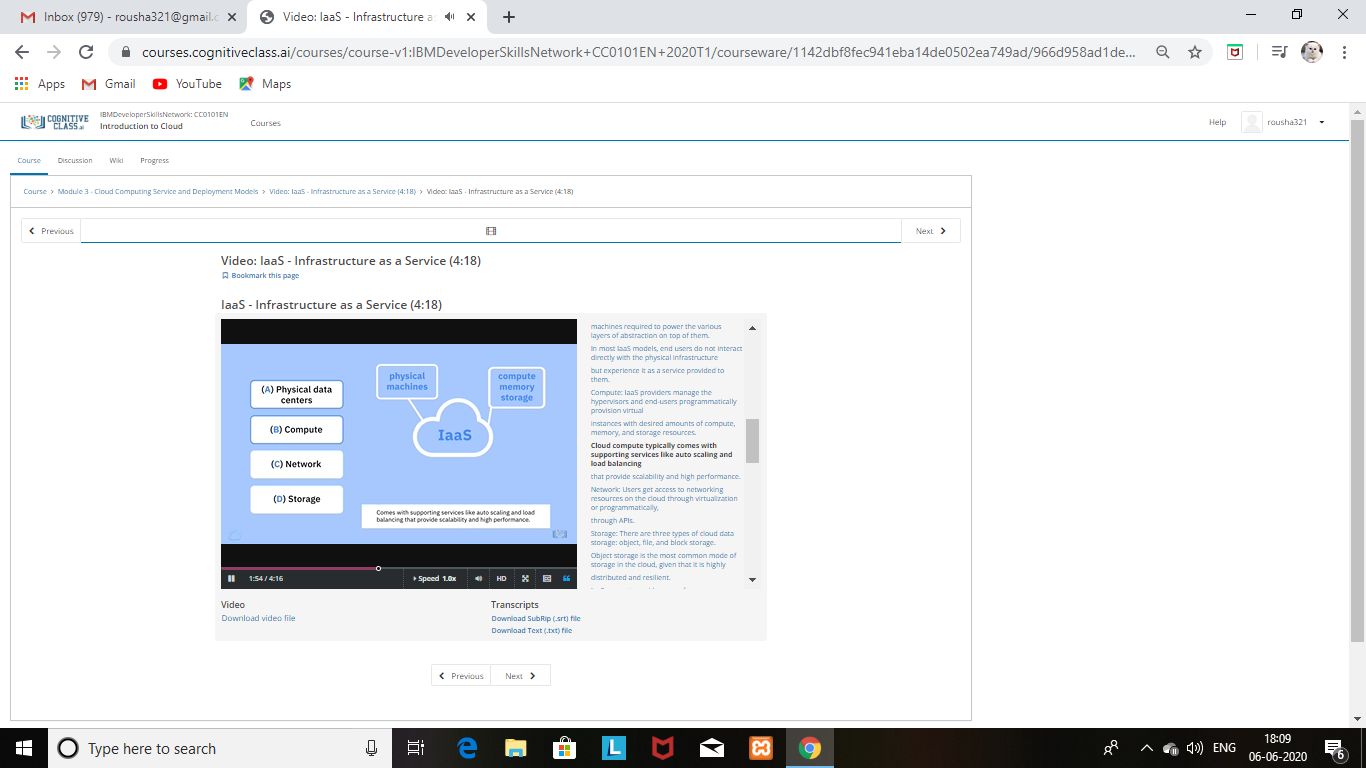 Inbox (979) - rousha321@gmail.c
Video: IaaS - Infrastructure as
courses.cognitiveclass.ai/courses/course-v1:IBMDeveloperSkillsNetwork+CC0101EN+2020T1/courseware/1142dbf8fec941eba14de0502ea749ad/966d958ad1de...
Apps Gmail YouTube Maps
COGNITIVE CLASS.ai
IBMDeveloperSkillsNetwork: CC0101EN
Introduction to Cloud
Courses
Help rousha321
Course Discussion Wiki Progress
Course > Module 3 - Cloud Computing Service and Deployment Models > Video: IaaS - Infrastructure as a Service (4:18) > Video: IaaS - Infrastructure as a Service (4:18)
Previous Next
Video: IaaS - Infrastructure as a Service (4:18)
Bookmark this page
IaaS - Infrastructure as a Service (4:18)
(A) Physical data
centers
(B) Compute
(C) Network
(D) Storage
physical
machines
compute
memory
storage
IaaS
Comes with supporting services like auto scaling and load
balancing that provide scalability and high performance.
1:54 / 4:16 Speed 1.0x HD
machines required to power the various
layers of abstraction on top of them.
In most IaaS models, end users do not interact
directly with the physical infrastructure
but experience it as a service provided to
them.
Compute: IaaS providers manage the
hypervisors and end-users programmatically
provision virtual
instances with desired amounts of compute,
memory, and storage resources.
Cloud compute typically comes with
supporting services like auto scaling and
load balancing
that provide scalability and high performance.
Network: Users get access to networking
resources on the cloud through virtualization
or programmatically,
through APIs.
Storage: There are three types of cloud data
storage: object, file, and block storage.
Object storage is the most common mode of
storage in the cloud, given that it is highly
distributed and resilient.
Video
Download video file
Transcripts
Download SubRip (.srt) file
Download Text (.txt) file
Previous Next
Type here to search
L
ENG
18:09
06-06-2020
6